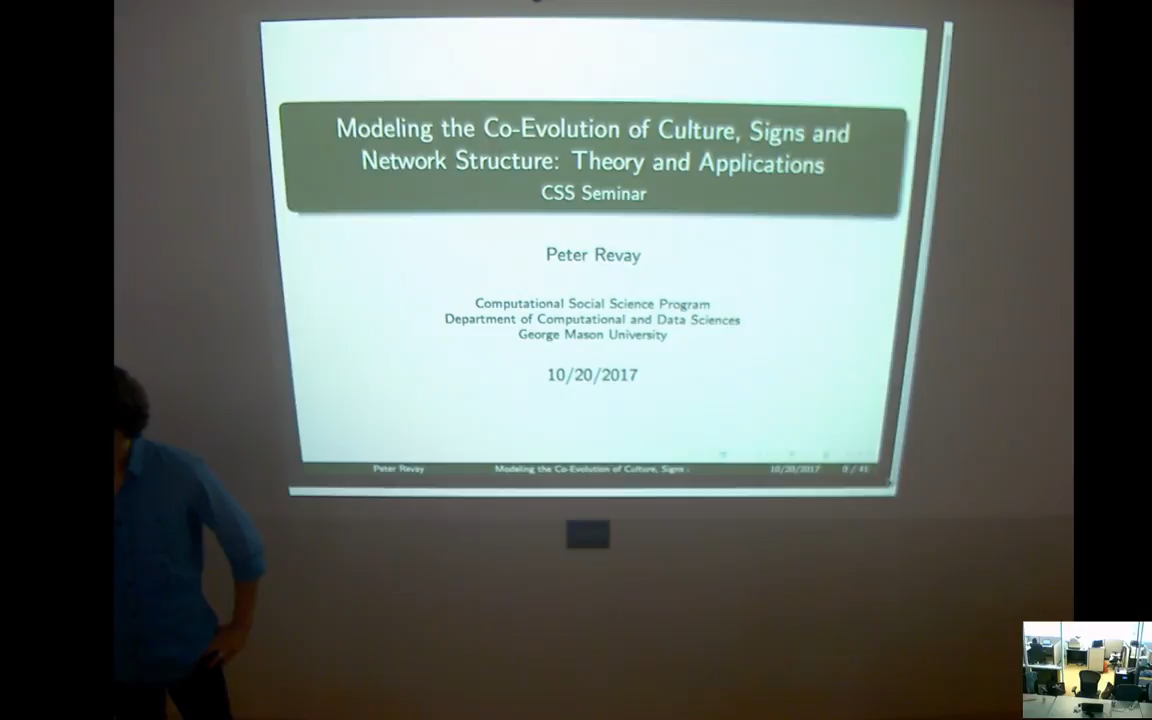 Modeling the Co-Evolution of Culture, Signs and
Network Structure: Theory and Applications
CSS Seminar
Peter Revay
Computational Social Science Program
Department of Computational and Data Sciences
George Mason University
10/20/2017
Peter Revay Modeling the Co-Evolution of Culture, Signs 10/20/2017 0 / 41